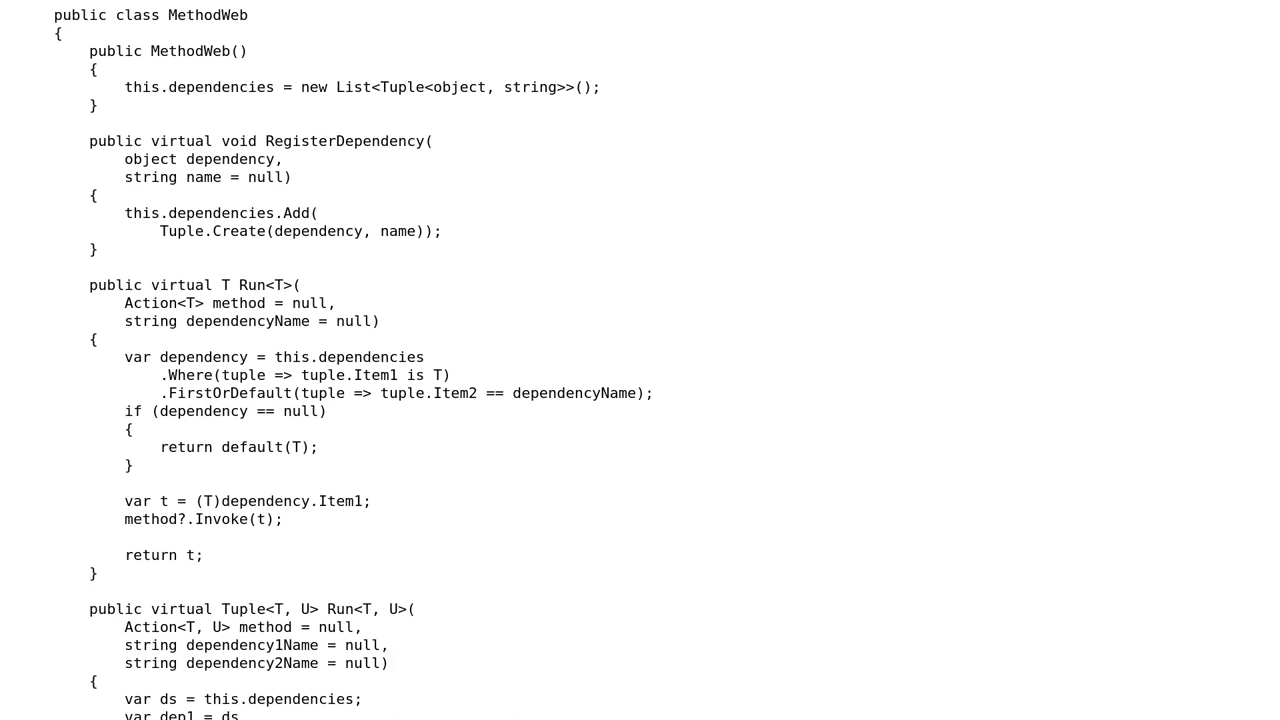 public class MethodWeb
{
    public MethodWeb()
    {
        this.dependencies = new List<Tuple<object, string>>();
    }

    public virtual void RegisterDependency(
        object dependency,
        string name = null)
    {
        this.dependencies.Add(
            Tuple.Create(dependency, name));
    }

    public virtual T Run<T>(
        Action<T> method = null,
        string dependencyName = null)
    {
        var dependency = this.dependencies
            .Where(tuple => tuple.Item1 is T)
            .FirstOrDefault(tuple => tuple.Item2 == dependencyName);
        if (dependency == null)
        {
            return default(T);
        }

        var t = (T)dependency.Item1;
        method?.Invoke(t);

        return t;
    }

    public virtual Tuple<T, U> Run<T, U>(
        Action<T, U> method = null,
        string dependency1Name = null,
        string dependency2Name = null)
    {
        var ds = this.dependencies;
        var dep1 = ds